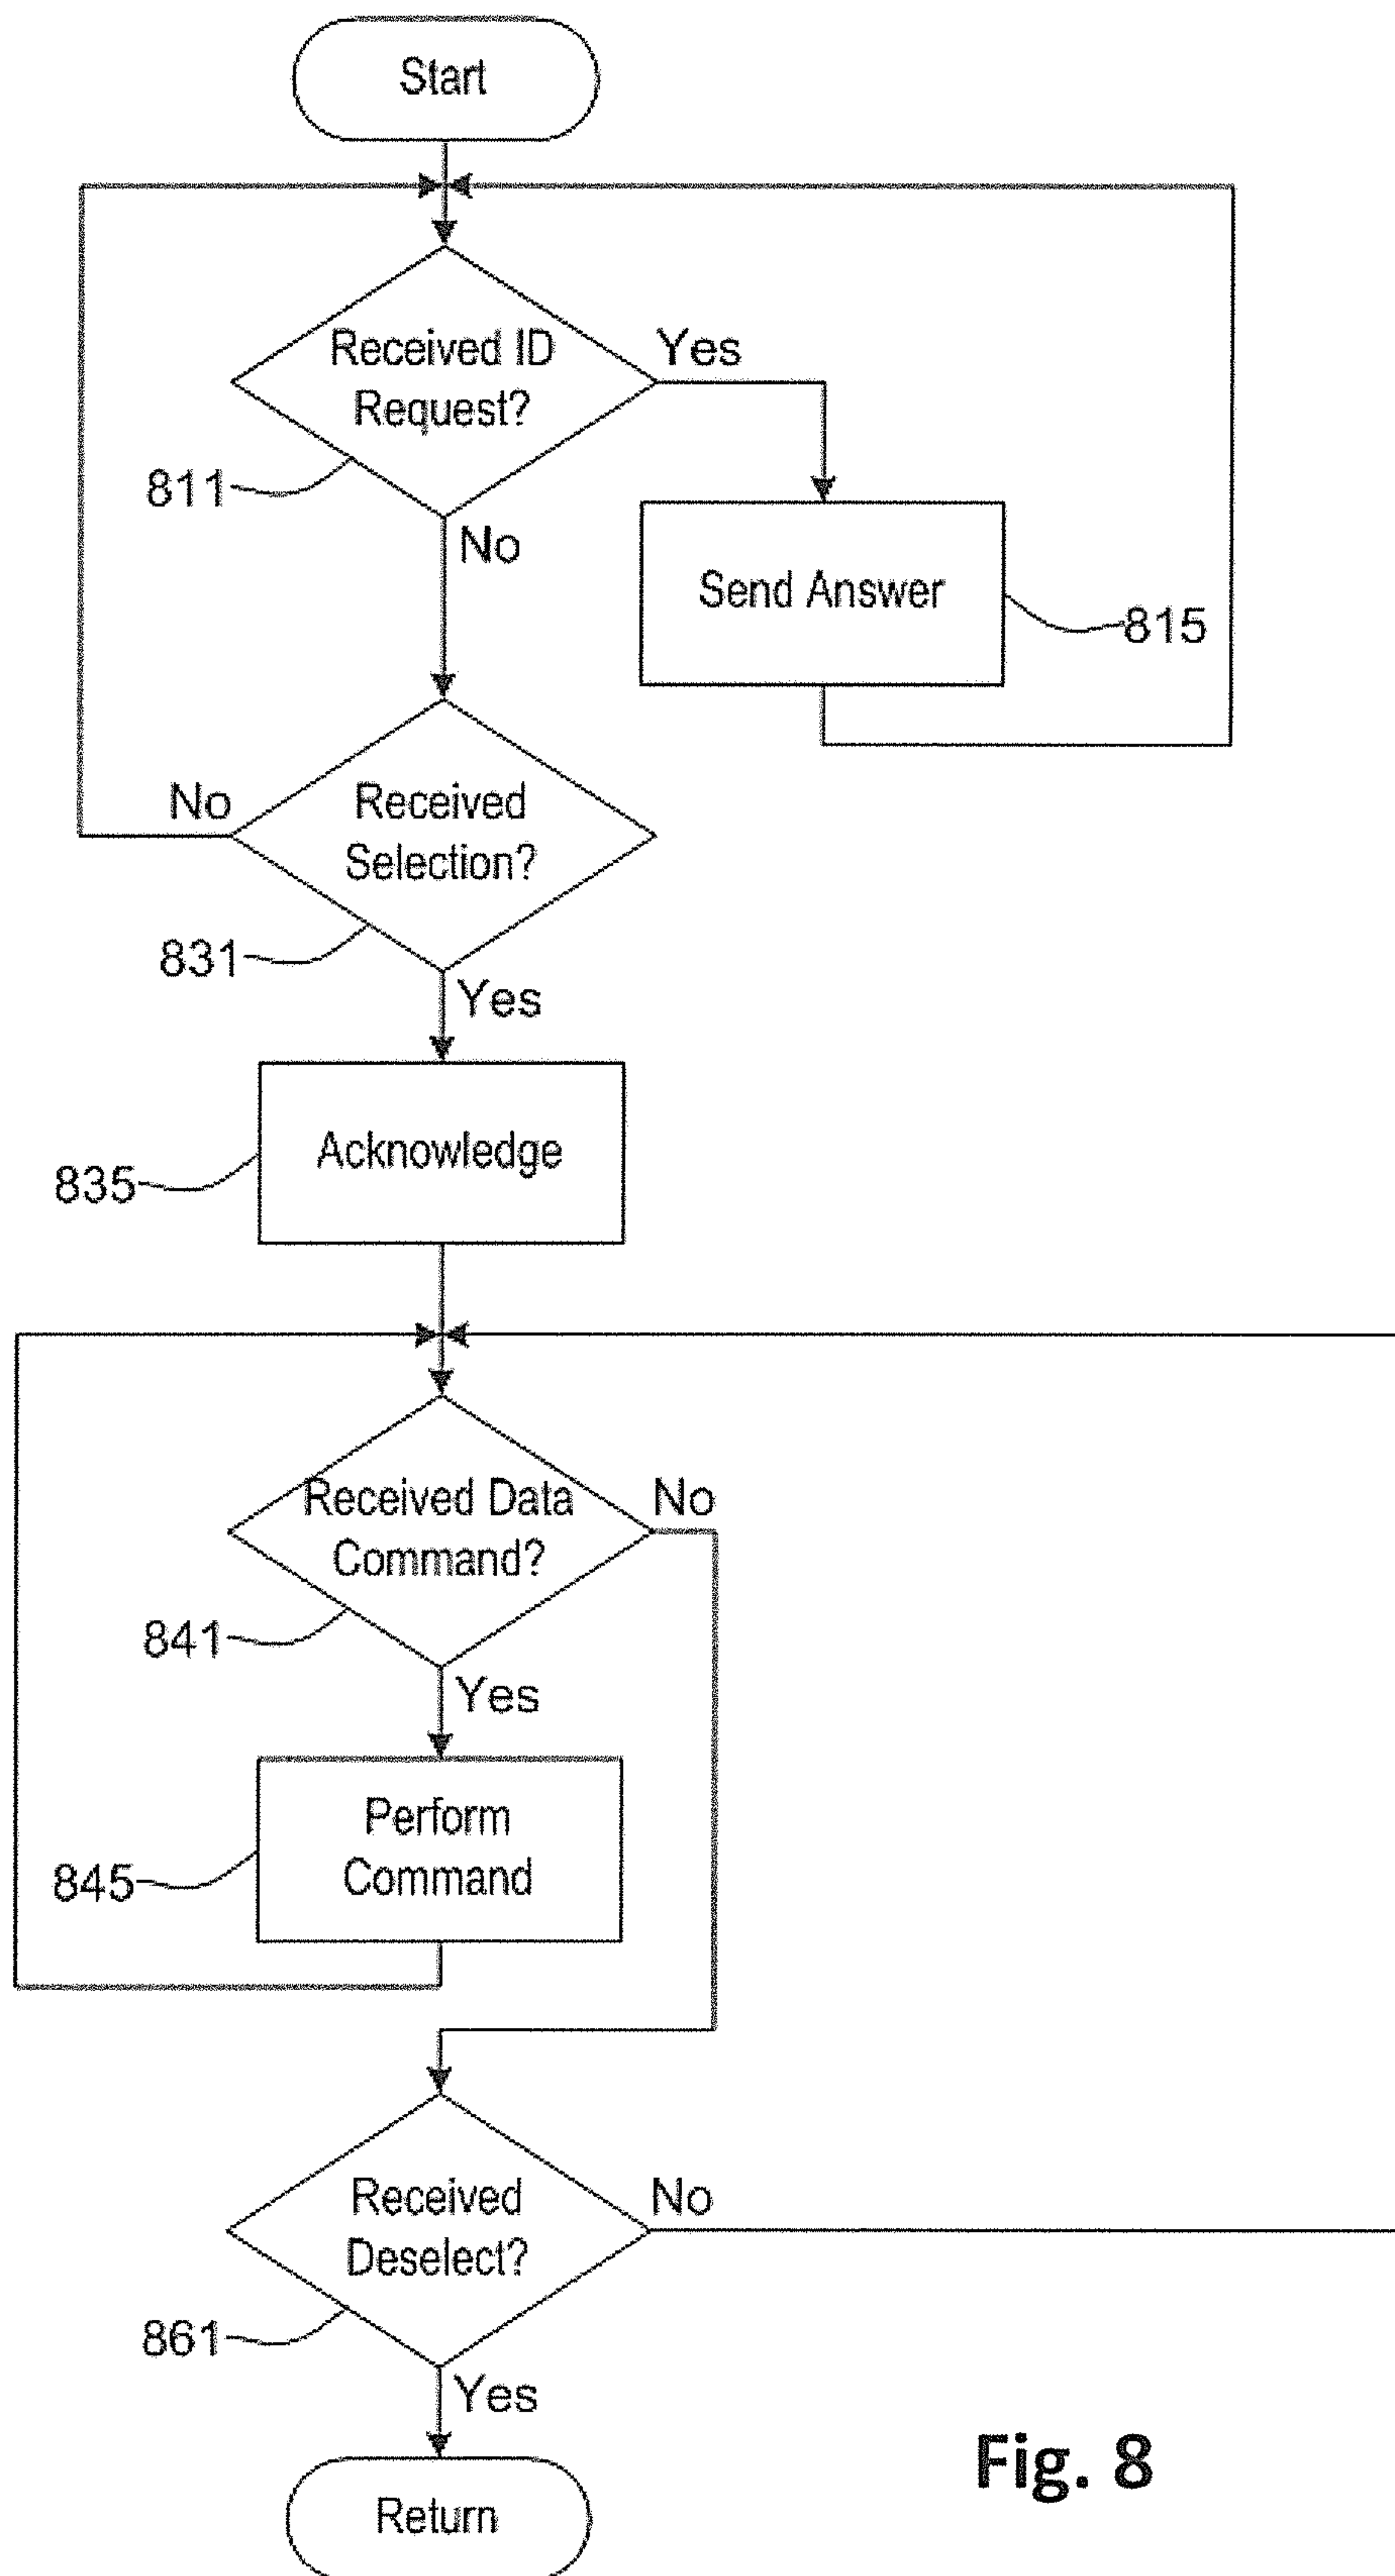 Start
Received ID
Request?
Yes
811
No
Send Answer
815
No
Received
Selection?
831
Yes
Acknowledge
835
Received Data
Command?
No
841
Yes
Perform
Command
845
Received
Deselect?
No
861
Yes
Return
Fig. 8